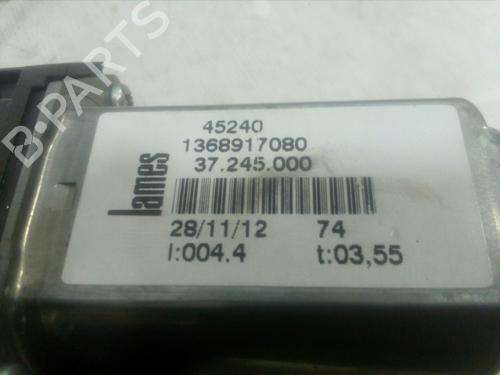 45240
1368917080
37.245.000
lames
28/11/12 74
I:004.4 t:03,55
B-PARTS